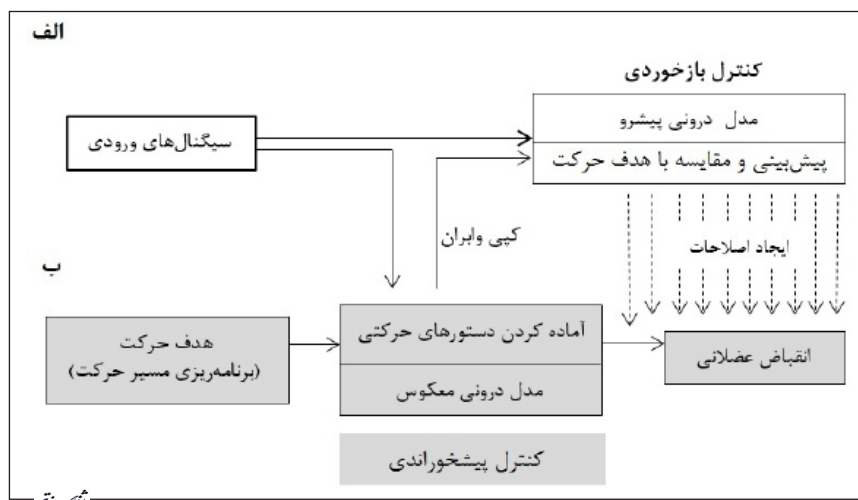 الف
کنترل بازخوردی
مدل درونی پیشرو
سیگنال‌های ورودی
پیش‌بینی و مقایسه با هدف حرکت
کپی وابران
ایجاد اصلاحات
ب
هدف حرکت
(برنامه‌ریزی مسیر حرکت)
آماده کردن دستورهای حرکتی
انقباض عضلانی
مدل درونی معکوس
کنترل پیشخوراندی